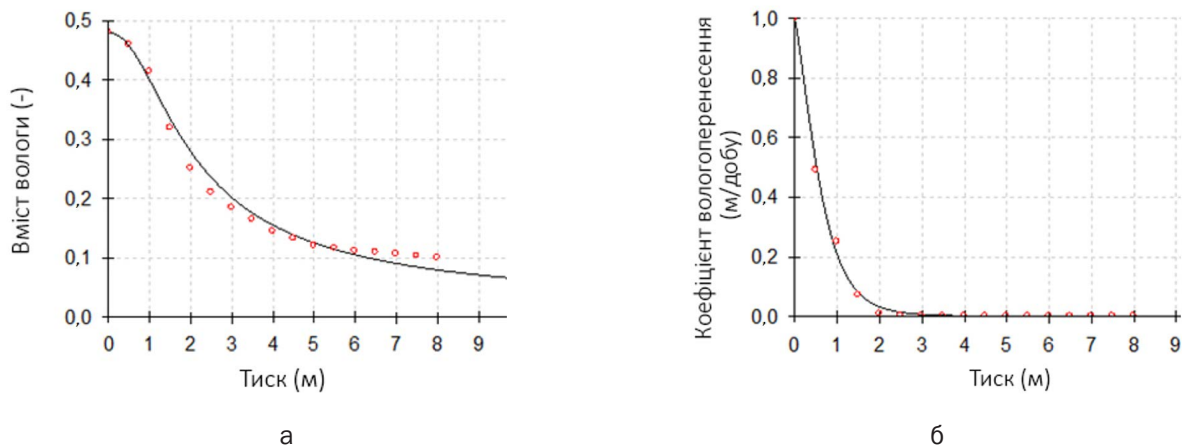 0,5
0,4
0,3
0,2
0,1
0,0
Вміст вологи (-)
0 1 2 3 4 5 6 7 8 9
Тиск (м)
а
1,0
0,8
0,6
0,4
0,2
0,0
Коефіцієнт вологоперенесення
(м/добу)
0 1 2 3 4 5 6 7 8 9
Тиск (м)
б